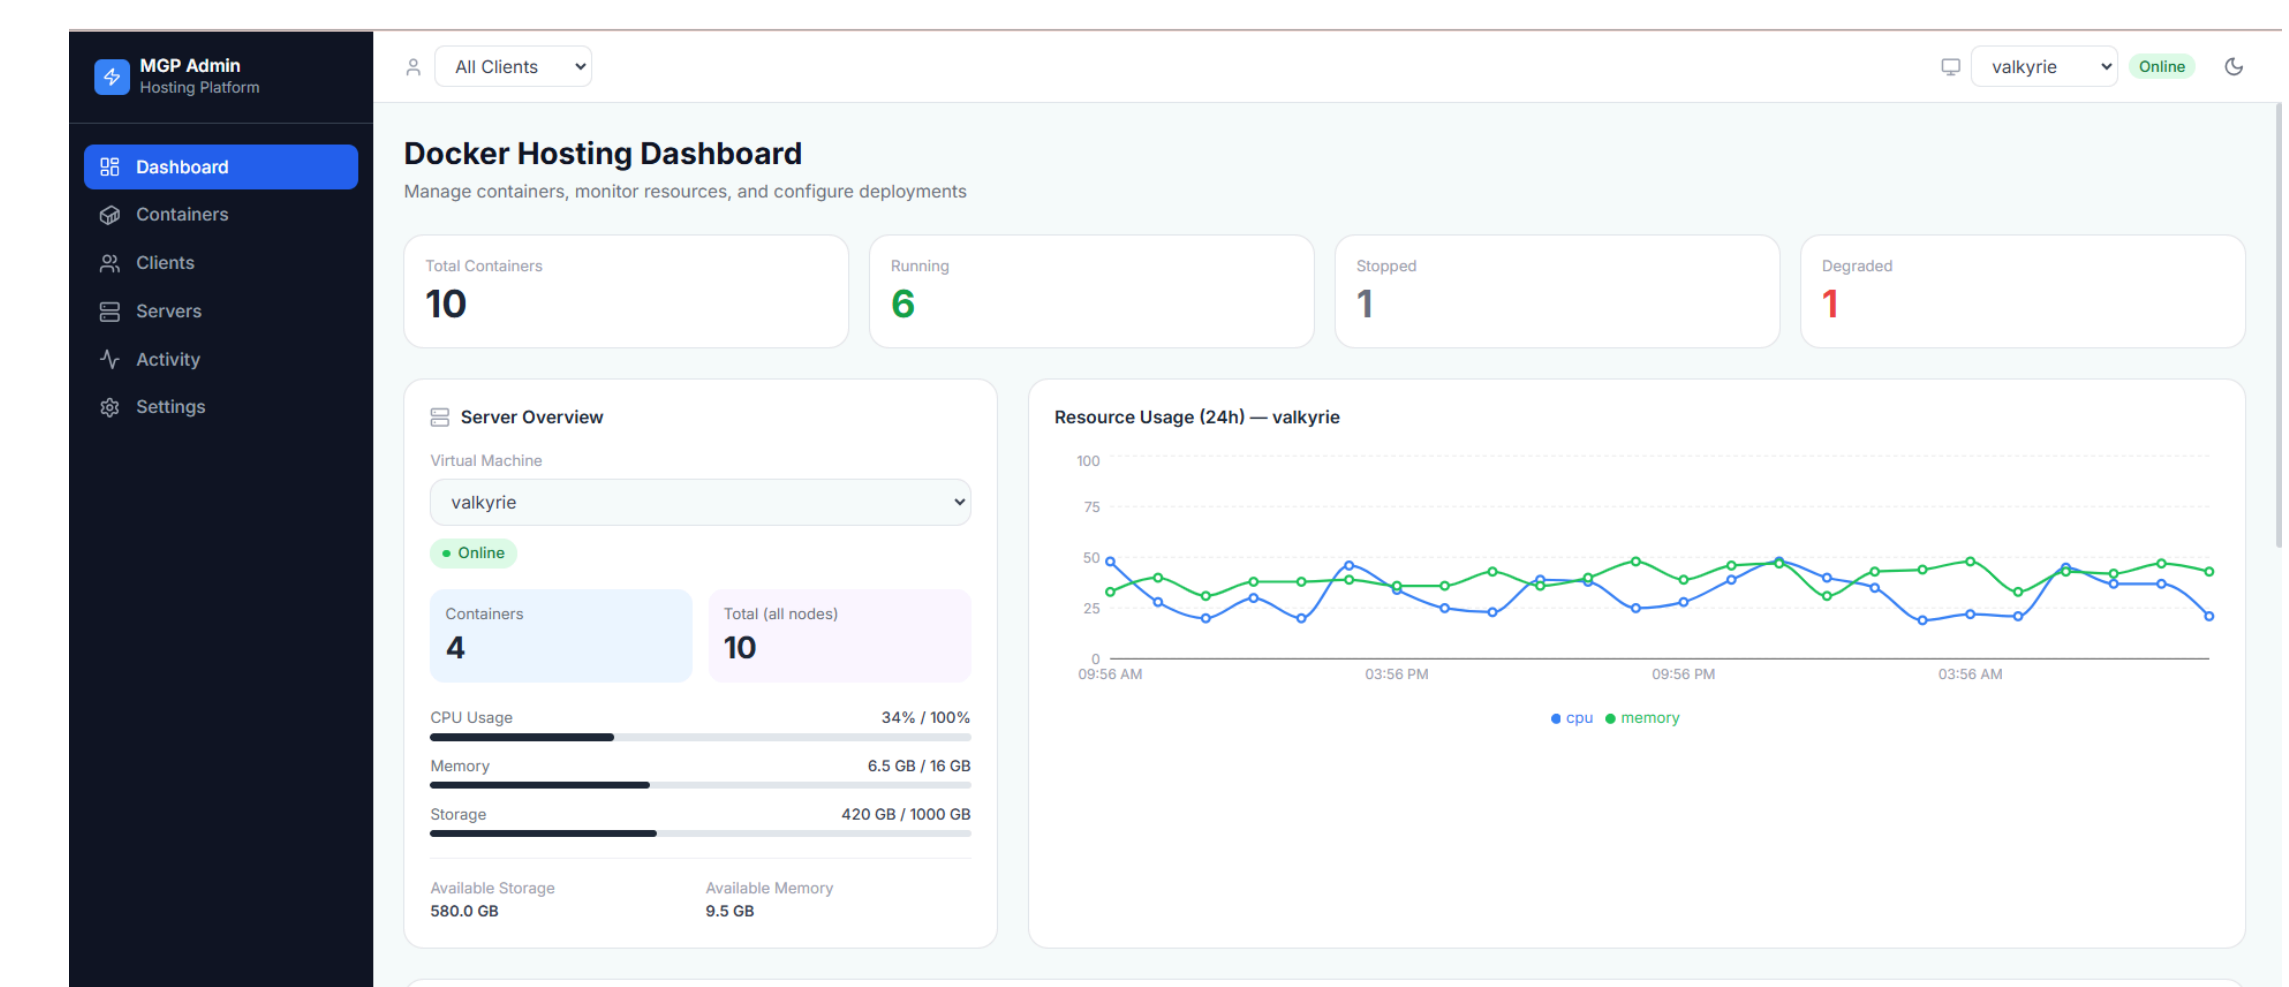 MGP Admin
Hosting Platform
Dashboard
Containers
Clients
Servers
Activity
Settings
All Clients
valkyrie
Online
Docker Hosting Dashboard
Manage containers, monitor resources, and configure deployments
Total Containers
10
Running
6
Stopped
1
Degraded
1
Server Overview
Virtual Machine
valkyrie
Online
Containers
4
Total (all nodes)
10
CPU Usage
34% / 100%
Memory
6.5 GB / 16 GB
Storage
420 GB / 1000 GB
Available Storage
580.0 GB
Available Memory
9.5 GB
Resource Usage (24h) — valkyrie
100
75
50
25
0
09:56 AM
03:56 PM
09:56 PM
03:56 AM
cpu
memory